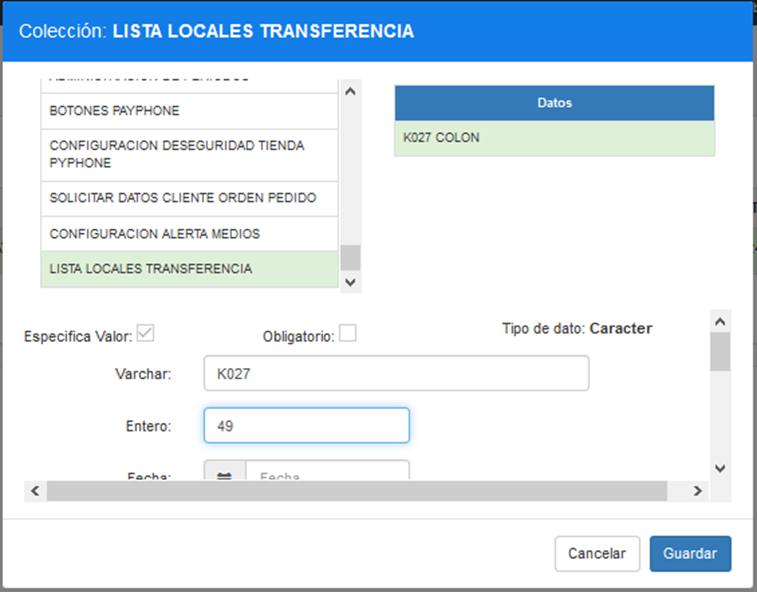 Colección: LISTA LOCALES TRANSFERENCIA
BOTONES PAYPHONE
CONFIGURACION DESEGURIDAD TIENDA
PYPHONE
SOLICITAR DATOS CLIENTE ORDEN PEDIDO
CONFIGURACION ALERTA MEDIOS
LISTA LOCALES TRANSFERENCIA
Datos
K027 COLON
Especifica Valor:
Obligatorio:
Tipo de dato: Caracter
Varchar: K027
Entero: 49
Fecha: Fecha
Cancelar
Guardar